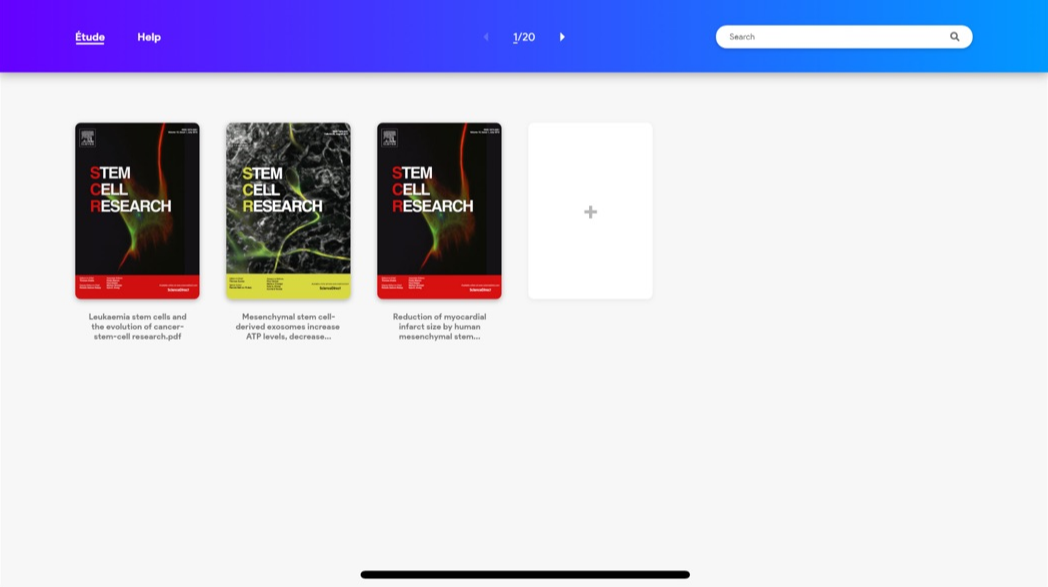 Étude
Help
1/20
Search
STEM
CELL
RESEARCH
STEM
CELL
RESEARCH
STEM
CELL
RESEARCH
Leukaemia stem cells and
the evolution of cancer-
stem-cell research.pdf
Mesenchymal stem cell-
derived exosomes increase
ATP levels, decrease...
Reduction of myocardial
infarct size by human
mesenchymal stem...